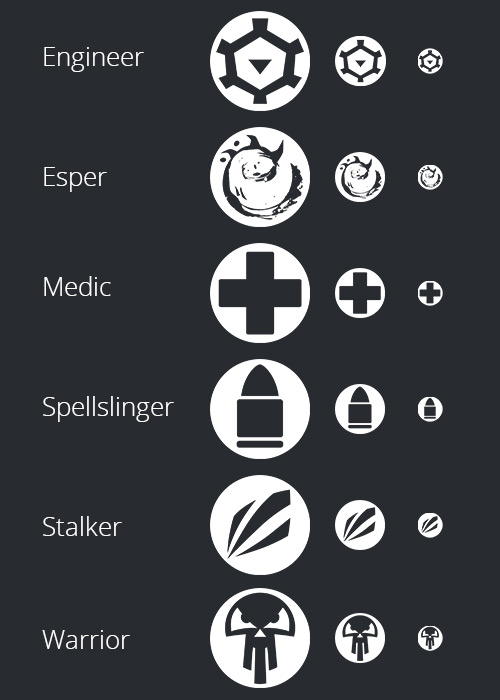 Engineer
Esper
Medic
Spellslinger
Stalker
Warrior